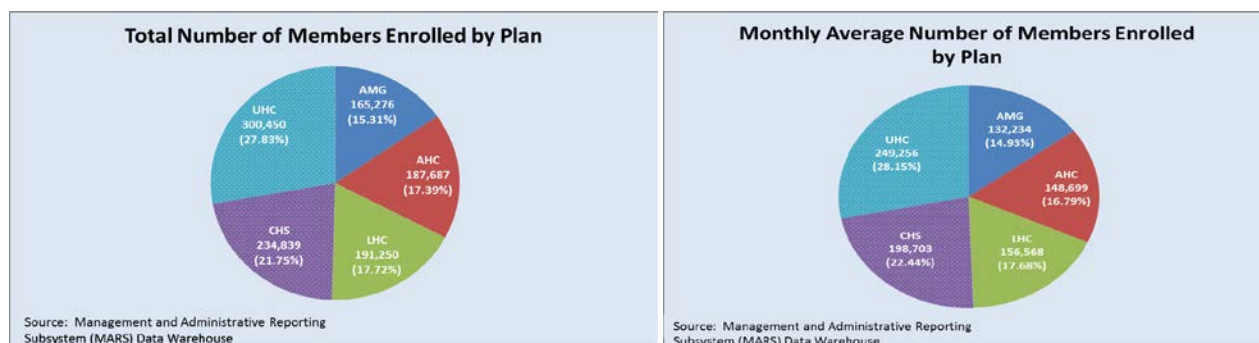 Total Number of Members Enrolled by Plan
AMG
165,276
(15.31%)
UHC
300,450
(27.83%)
AHC
187,687
(17.39%)
CHS
234,839
(21.75%)
LHC
191,250
(17.72%)
Source: Management and Administrative Reporting
Subsystem (MARS) Data Warehouse
Monthly Average Number of Members Enrolled
by Plan
AMG
132,234
(14.93%)
UHC
249,256
(28.15%)
AHC
148,699
(16.79%)
CHS
198,703
(22.44%)
LHC
156,568
(17.68%)
Source: Management and Administrative Reporting
Subsystem (MARS) Data Warehouse